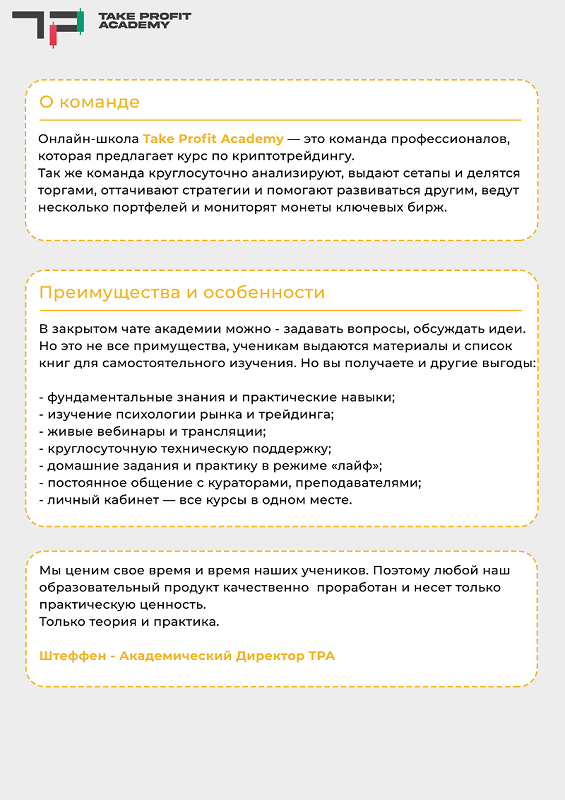 TAKE PROFIT
ACADEMY
О команде
Онлайн-школа Take Profit Academy — это команда профессионалов,
которая предлагает курс по криптотрейдингу.
Так же команда круглосуточно анализируют, выдают сетапы и делятся
торгами, оттачивают стратегии и помогают развиваться другим, ведут
несколько портфелей и мониторят монеты ключевых бирж.
Преимущества и особенности
В закрытом чате академии можно - задавать вопросы, обсуждать идеи.
Но это не все примущества, ученикам выдаются материалы и список
книг для самостоятельного изучения. Но вы получаете и другие выгоды:
- фундаментальные знания и практические навыки;
- изучение психологии рынка и трейдинга;
- живые вебинары и трансляции;
- круглосуточную техническую поддержку;
- домашние задания и практику в режиме «лайф»;
- постоянное общение с кураторами, преподавателями;
- личный кабинет — все курсы в одном месте.
Мы ценим свое время и время наших учеников. Поэтому любой наш
образовательный продукт качественно  проработан и несет только
практическую ценность.
Только теория и практика.
Штеффен - Академический Директор TPA